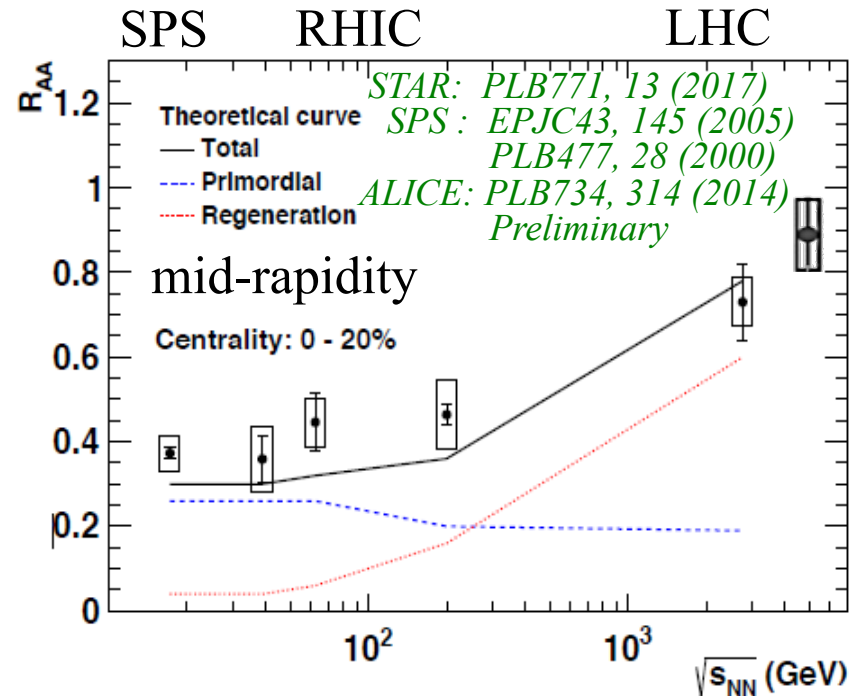 SPS RHIC LHC
R_AA
1.2
1
0.8
0.6
0.4
0.2
0
STAR: PLB771, 13 (2017)
SPS : EPJC43, 145 (2005)
PLB477, 28 (2000)
ALICE: PLB734, 314 (2014)
Preliminary
Theoretical curve
Total
Primordial
Regeneration
mid-rapidity
Centrality: 0 - 20%
10² 10³
√s_NN (GeV)